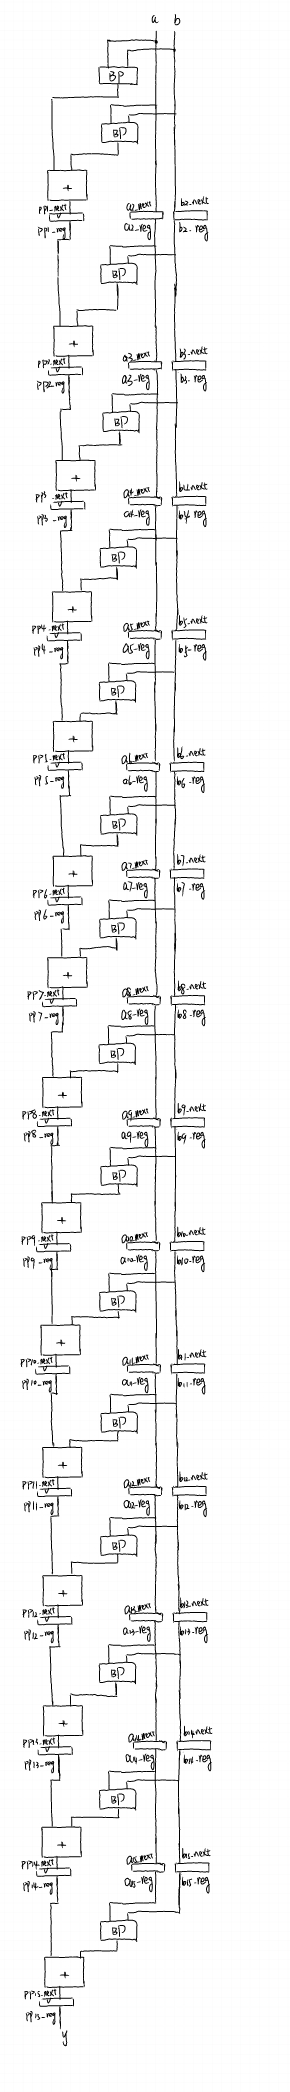 a b
BP
BP
+
PP1_next a2_next b2_next
PP1_reg a2_reg b2_reg
BP
+
PP2_next a3_next b3_next
PP2_reg a3_reg b3_reg
BP
+
PP3_next a4_next b4_next
PP3_reg a4_reg b4_reg
BP
+
PP4_next a5_next b5_next
PP4_reg a5_reg b5_reg
BP
+
PP5_next a6_next b6_next
PP5_reg a6_reg b6_reg
BP
+
PP6_next a7_next b7_next
PP6_reg a7_reg b7_reg
BP
+
PP7_next a8_next b8_next
PP7_reg a8_reg b8_reg
BP
+
PP8_next a9_next b9_next
PP8_reg a9_reg b9_reg
BP
+
PP9_next a10_next b10_next
PP9_reg a10_reg b10_reg
BP
+
PP10_next a11_next b11_next
PP10_reg a11_reg b11_reg
BP
+
PP11_next a12_next b12_next
PP11_reg a12_reg b12_reg
BP
+
PP12_next a13_next b13_next
PP12_reg a13_reg b13_reg
BP
+
PP13_next a14_next b14_next
PP13_reg a14_reg b14_reg
BP
+
PP14_next a15_next b15_next
PP14_reg a15_reg b15_reg
BP
+
PP15_next
PP15_reg
y